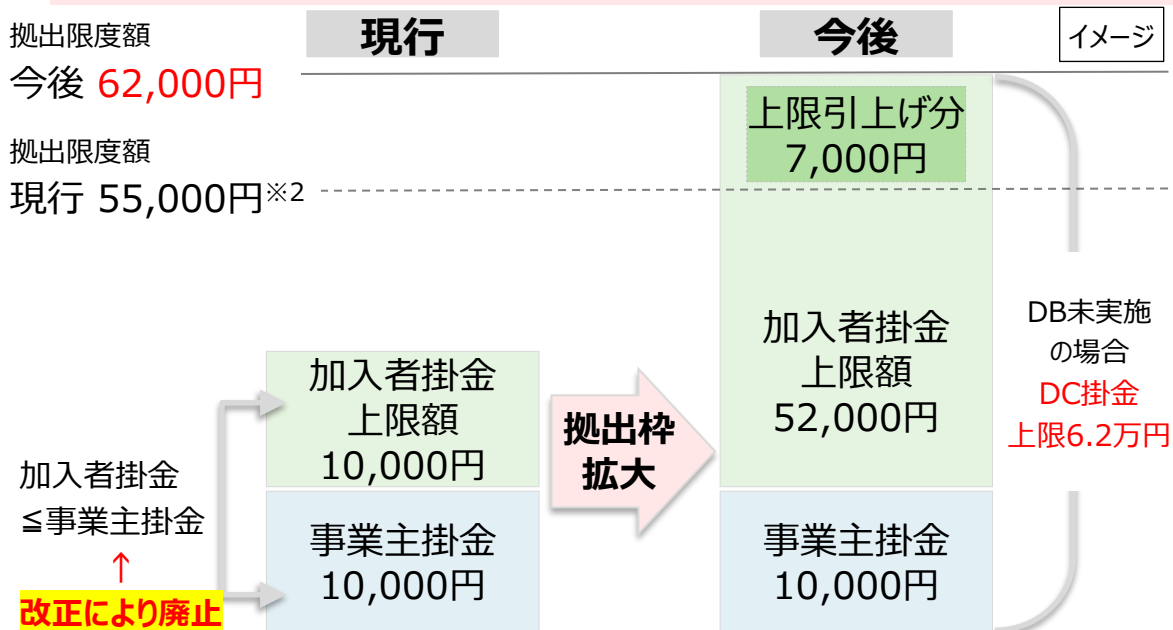 拠出限度額
今後 62,000円
拠出限度額
現行 55,000円※2
加入者掛金
≦事業主掛金
↑
改正により廃止
現行
加入者掛金
上限額
10,000円
事業主掛金
10,000円
拠出枠
拡大
今後
上限引上げ分
7,000円
加入者掛金
上限額
52,000円
事業主掛金
10,000円
イメージ
DB未実施
の場合
DC掛金
上限6.2万円